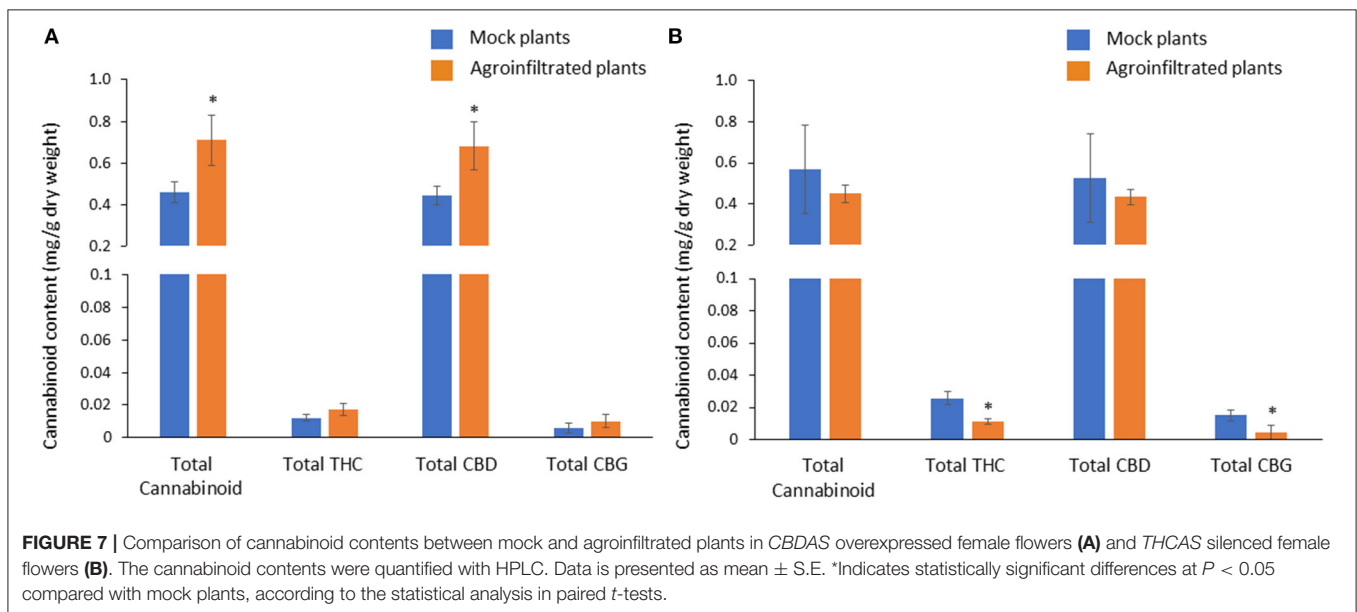 A
Mock plants
Agroinfiltrated plants
Cannabinoid content (mg/g dry weight)
1.0
0.8
0.6
0.4
0.2
0.1
0.08
0.06
0.04
0.02
0
*
*
Total Cannabinoid
Total THC
Total CBD
Total CBG
B
Mock plants
Agroinfiltrated plants
Cannabinoid content (mg/g dry weight)
1.0
0.8
0.6
0.4
0.2
0.1
0.08
0.06
0.04
0.02
0
*
*
Total
Cannabinoid
Total THC
Total CBD
Total CBG
FIGURE 7 | Comparison of cannabinoid contents between mock and agroinfiltrated plants in CBDAS overexpressed female flowers (A) and THCAS silenced female
flowers (B). The cannabinoid contents were quantified with HPLC. Data is presented as mean ± S.E. *Indicates statistically significant differences at P < 0.05
compared with mock plants, according to the statistical analysis in paired t-tests.